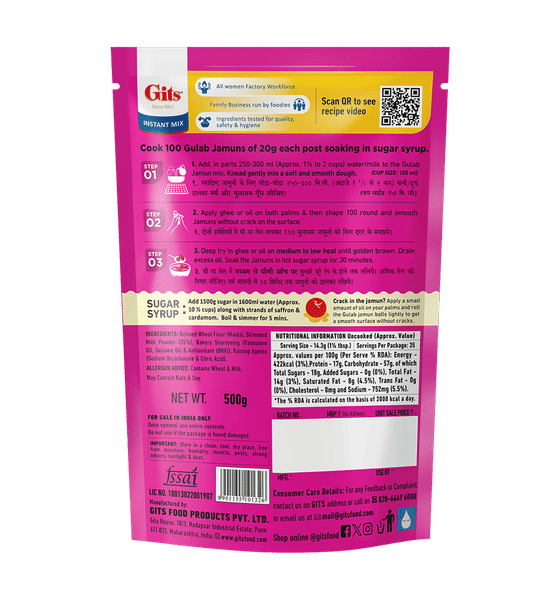 Gits
Since 1963
INSTANT MIX
All women Factory Workforce
Family Business run by foodies
Ingredients tested for quality,
safety & hygiene
Scan QR to see
recipe video
Cook 100 Gulab Jamuns of 20g each post soaking in sugar syrup.
STEP
01
1. Add, in parts 250-300 ml (Approx. 1½ to 2 cups) water/milk to the Gulab
Jamun mix. Knead gently into a soft and smooth dough. (CUP SIZE: 150 ml)
STEP
02
2. Apply ghee or oil on both palms & then shape 100 round and smooth
Jamuns without crack on the surface.
STEP
03
3. Deep fry in ghee or oil on medium to low heat until golden brown. Drain
excess oil. Soak the Jamuns in hot sugar syrup for 30 minutes.
SUGAR
SYRUP
Add 1500g sugar in 1600ml water (Approx.
10 ⅔ cups) along with strands of saffron &
cardamom. Boil & simmer for 5 mins.
Crack in the jamun? Apply a small
amount of oil on your palms and roll the
Jamun balls lightly to get
a smooth surface without cracks.
INGREDIENTS: Refined Wheat Flour (Maida), Skimmed
Milk Powder (20%), Bakery Shortening (Palmolein
Oil, Sesame Oil & Antioxidant (BHA)), Raising Agents
(Sodium Bicarbonate & Citric Acid).
ALLERGEN ADVICE: Contains Wheat & Milk.
May Contain Nuts & Soy.
NET WT. 500g
FOR SALE IN INDIA ONLY
Once opened, use entire contents.
Do not use if the package is found damaged.
IMPORTANT: Store in a clean, cool, dry place, free
from moisture, humidity, insects, pests, strong
odours, sunlight & dust.
fssai
LIC NO. 10013022001907
8901155101326
Manufactured by:
GITS FOOD PRODUCTS PVT. LTD.
Gits House, 1813, Hadapsar Industrial Estate, Pune
411 013, Maharashtra, India. www.gitsfood.com
NUTRITIONAL INFORMATION Uncooked (Approx. Value)
Serving Size - 14.3g (1½ tbsp.) Servings Per Package: 35
Approx. values per 100g (Per Serve % RDA): Energy -
422kcal (3%), Protein - 17g, Carbohydrate - 57g, of which
Total Sugars - 18g, Added Sugars - 0g (0%), Total Fat -
14g (3%), Saturated Fat - 8g (4.5%), Trans Fat - 0g
(0%), Cholesterol - 0mg and Sodium - 752mg (5.5%).
*The % RDA is calculated on the basis of 2000 kcal a day.
BATCH NO. MRP ₹ UNIT SALE PRICE ₹
MFG. USE BY
Consumer Care Details: For any Feedback or Complaint,
contact us on GITS address or call on 020-6649 6000
or email us at mail@gitsfood.com
Shop online @gitsfood